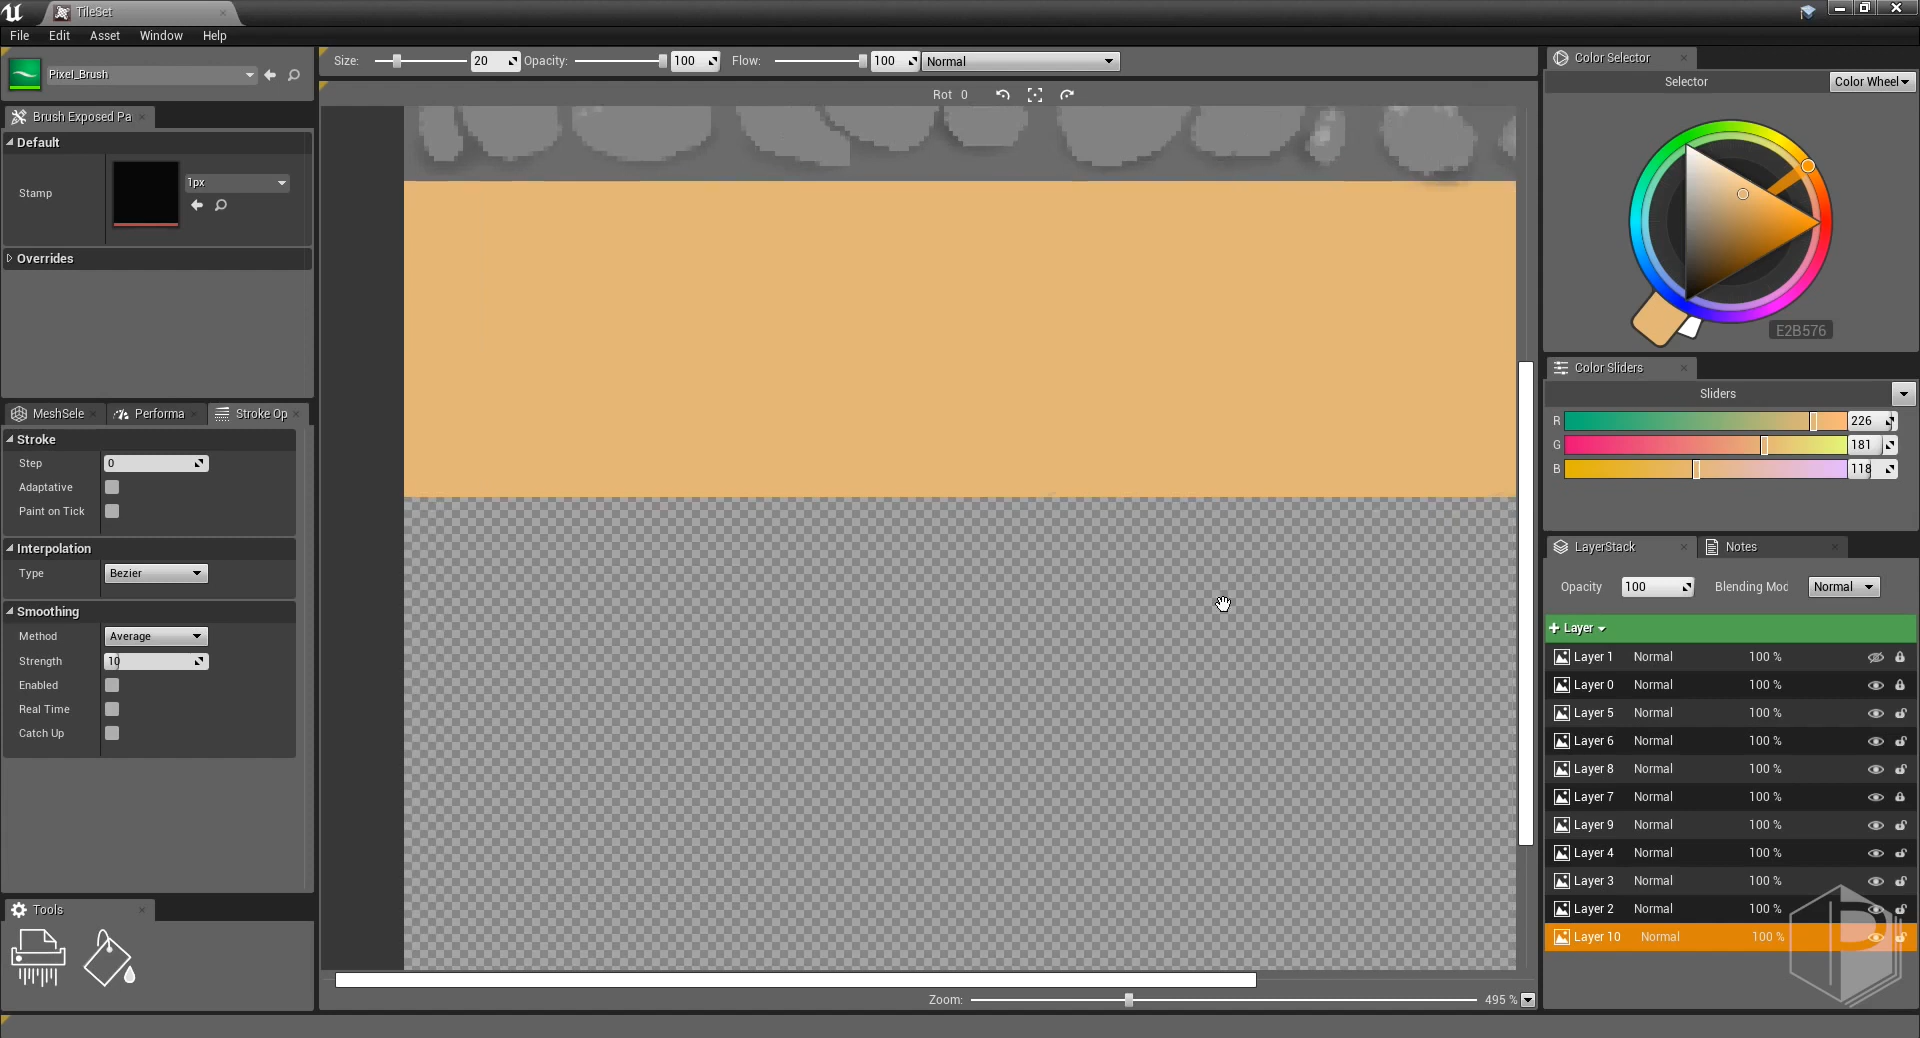 TileSet
File Edit Asset Window Help
Pixel_Brush
Size: 20 Opacity: 100 Flow: 100 Normal
Rot 0
Brush Exposed Pa
Default
Stamp
1px
Overrides
MeshSele Performa Stroke Op
Stroke
Step 0
Adaptative
Paint on Tick
Interpolation
Type Bezier
Smoothing
Method Average
Strength 10
Enabled
Real Time
Catch Up
Tools
Zoom: 495 %
Color Selector
Selector Color Wheel
E2B576
Color Sliders
Sliders
R 226
G 181
B 118
LayerStack Notes
Opacity 100 Blending Moc Normal
+ Layer
Layer 1 Normal 100 %
Layer 0 Normal 100 %
Layer 5 Normal 100 %
Layer 6 Normal 100 %
Layer 8 Normal 100 %
Layer 7 Normal 100 %
Layer 9 Normal 100 %
Layer 4 Normal 100 %
Layer 3 Normal 100 %
Layer 2 Normal 100 %
Layer 10 Normal 100 %